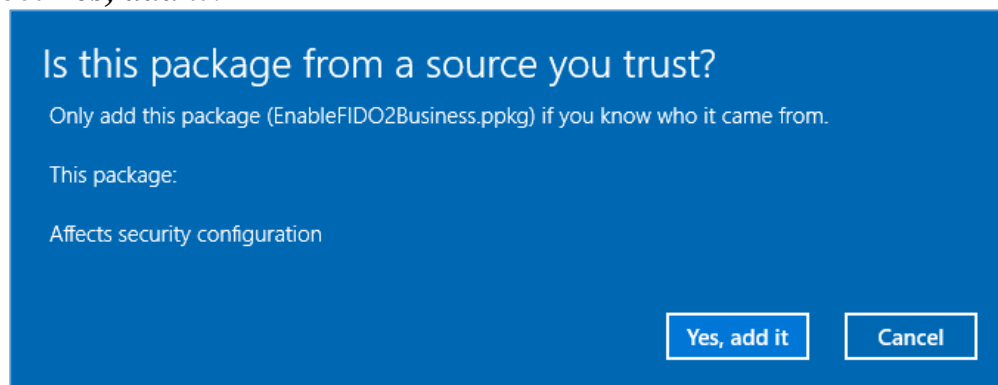 Is this package from a source you trust?
Only add this package (EnableFIDO2Business.ppkg) if you know who it came from.
This package:
Affects security configuration
Yes, add it
Cancel